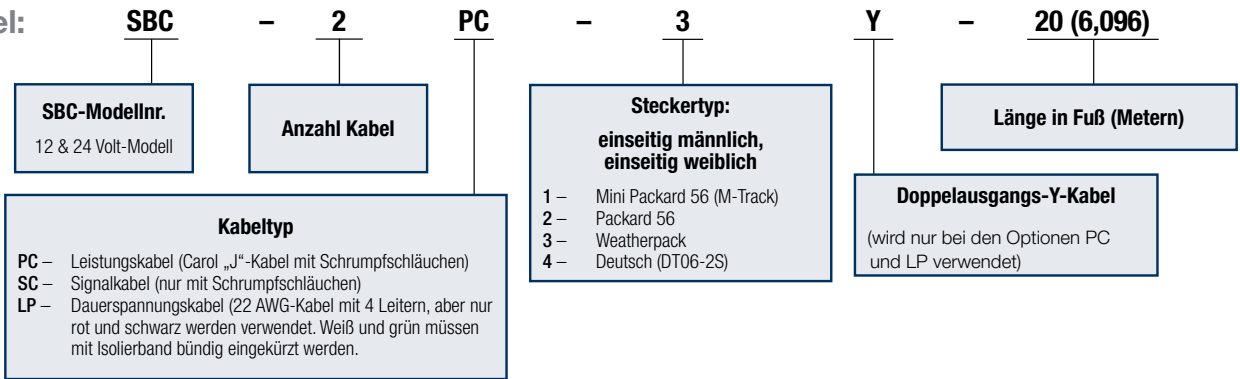 el: SBC – 2 PC – 3 Y – 20 (6,096)
SBC-Modellnr.
12 & 24 Volt-Modell
Anzahl Kabel
Steckertyp:
einseitig männlich,
einseitig weiblich
1 – Mini Packard 56 (M-Track)
2 – Packard 56
3 – Weatherpack
4 – Deutsch (DT06-2S)
Länge in Fuß (Metern)
Kabeltyp
PC – Leistungskabel (Carol „J“-Kabel mit Schrumpfschläuchen)
SC – Signalkabel (nur mit Schrumpfschläuchen)
LP – Dauerspannungskabel (22 AWG-Kabel mit 4 Leitern, aber nur
rot und schwarz werden verwendet. Weiß und grün müssen
mit Isolierband bündig eingekürzt werden.
Doppelausgangs-Y-Kabel
(wird nur bei den Optionen PC
und LP verwendet)